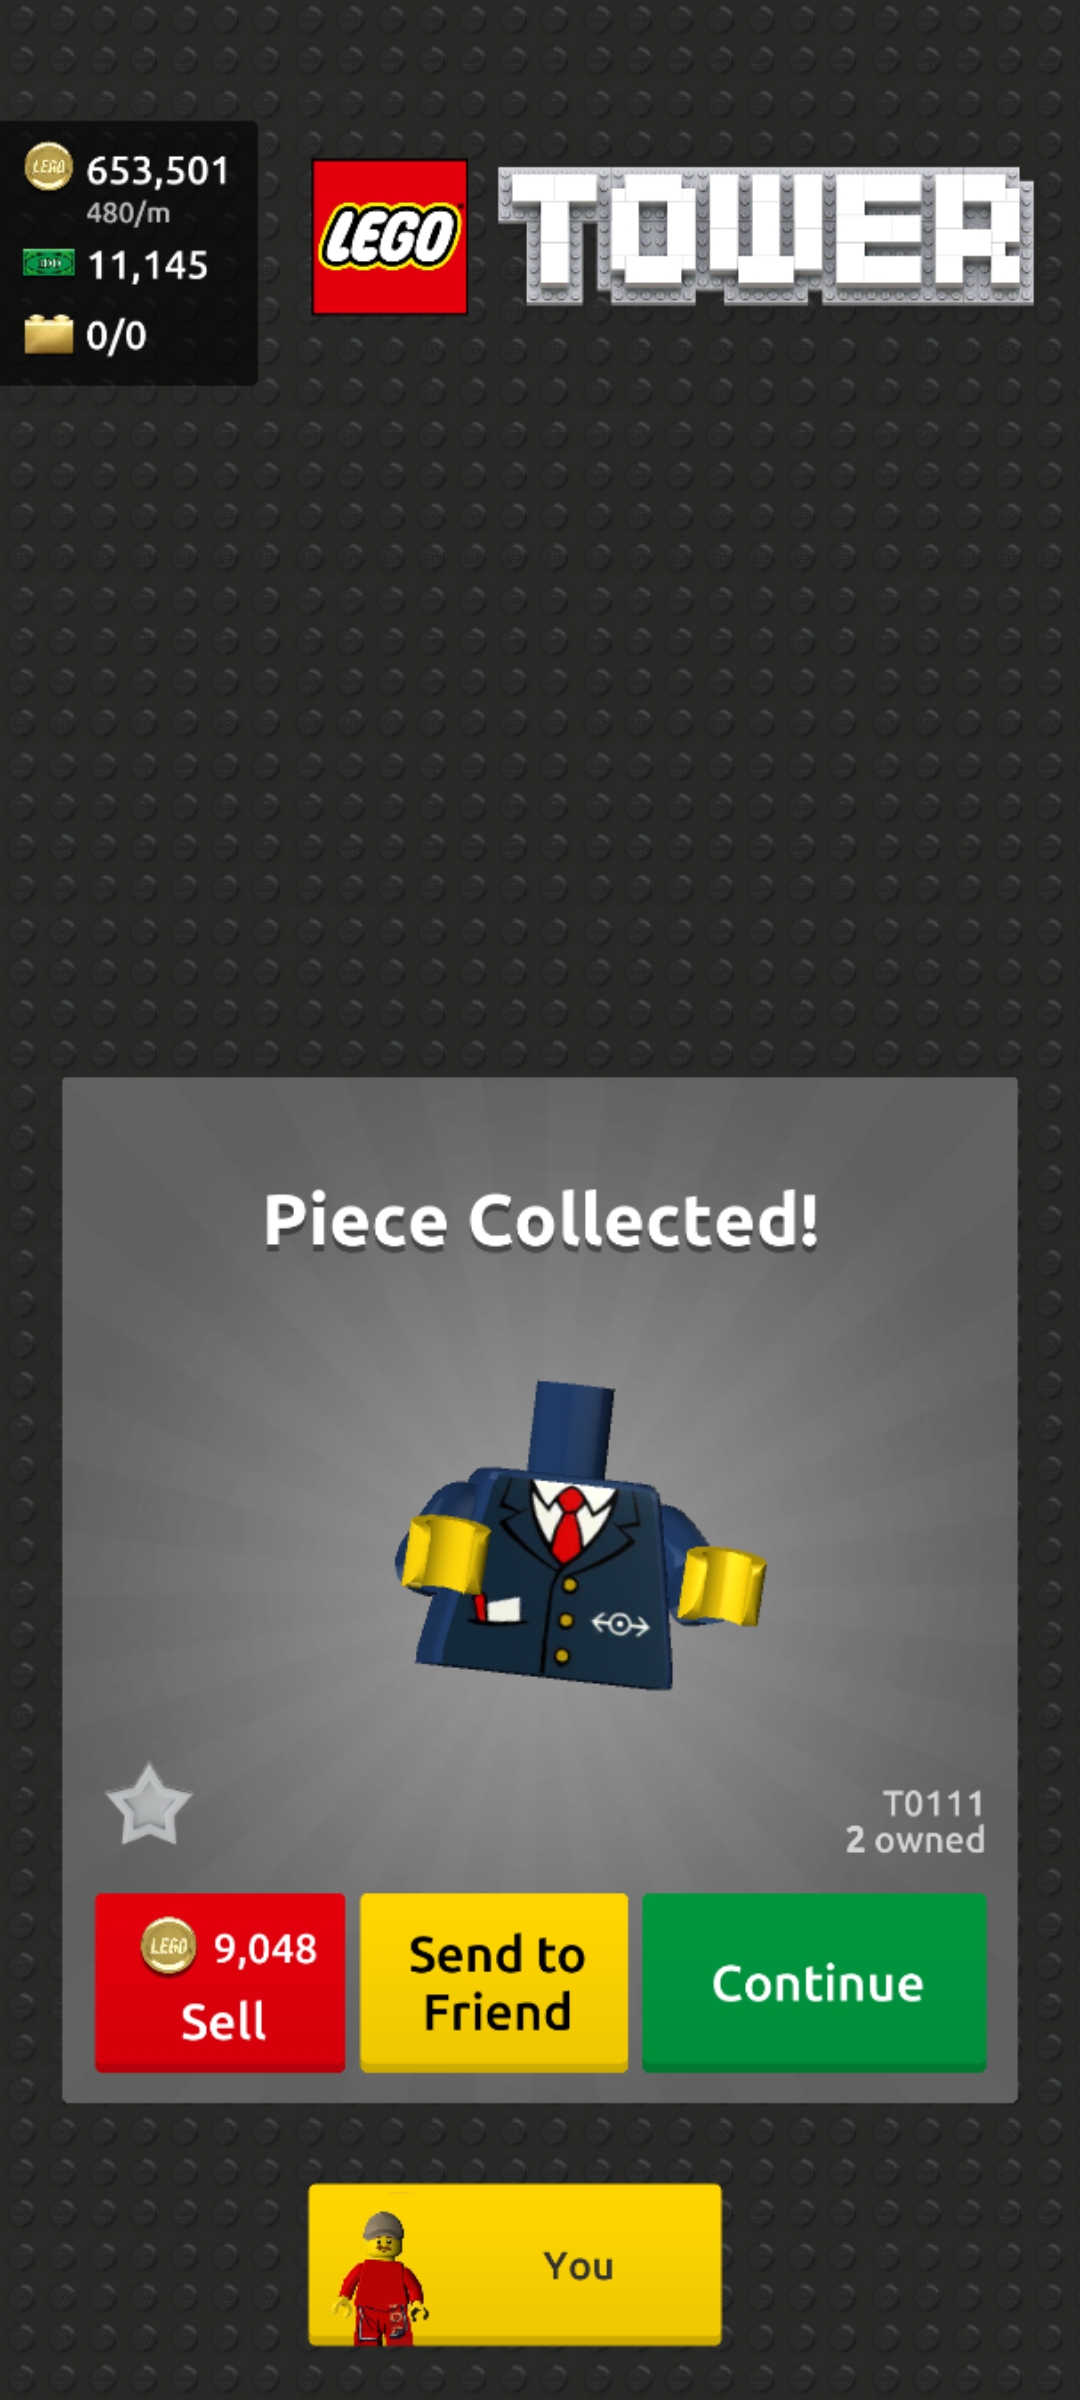 LEGO 653,501
480/m
11,145
0/0
LEGO TOWER
Piece Collected!
T0111
2 owned
LEGO 9,048
Sell
Send to
Friend
Continue
You